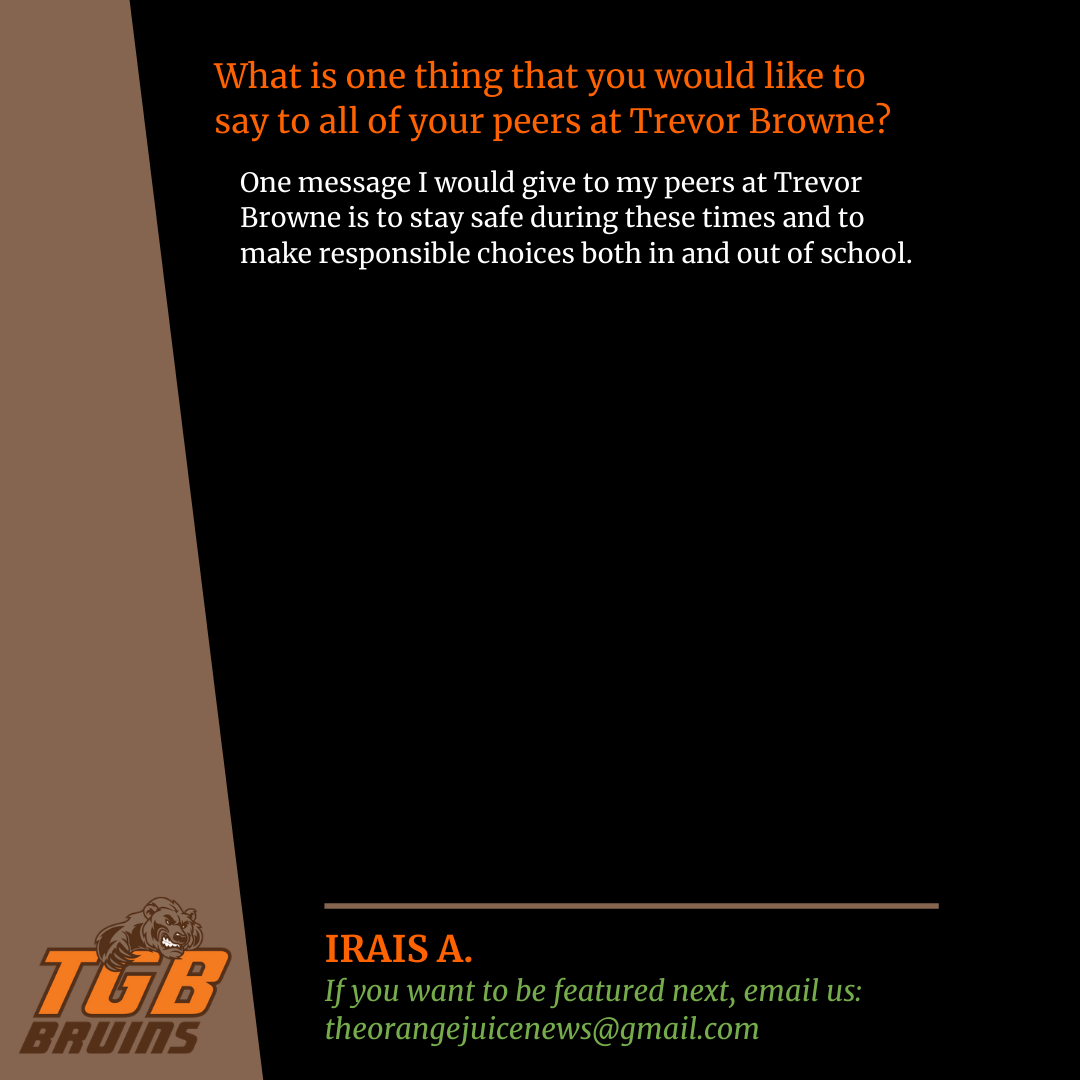 What is one thing that you would like to
say to all of your peers at Trevor Browne?
One message I would give to my peers at Trevor
Browne is to stay safe during these times and to
make responsible choices both in and out of school.
IRAIS A.
If you want to be featured next, email us:
theorangejuicenews@gmail.com
TGB
BRUINS